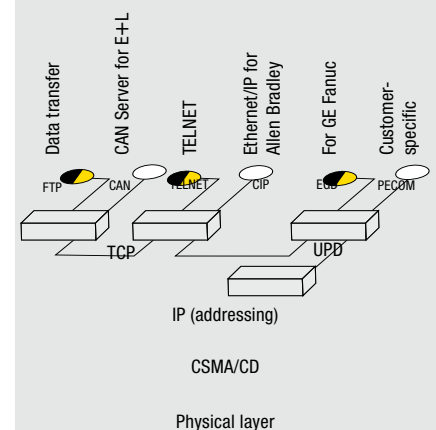 Data transfer
CAN Server for E+L
TELNET
Ethernet/IP for
Allen Bradley
For GE Fanuc
Customer-
specific
FTP
CAN
TELNET
CIP
EGD
PECOM
TCP
UPD
IP (addressing)
CSMA/CD
Physical layer